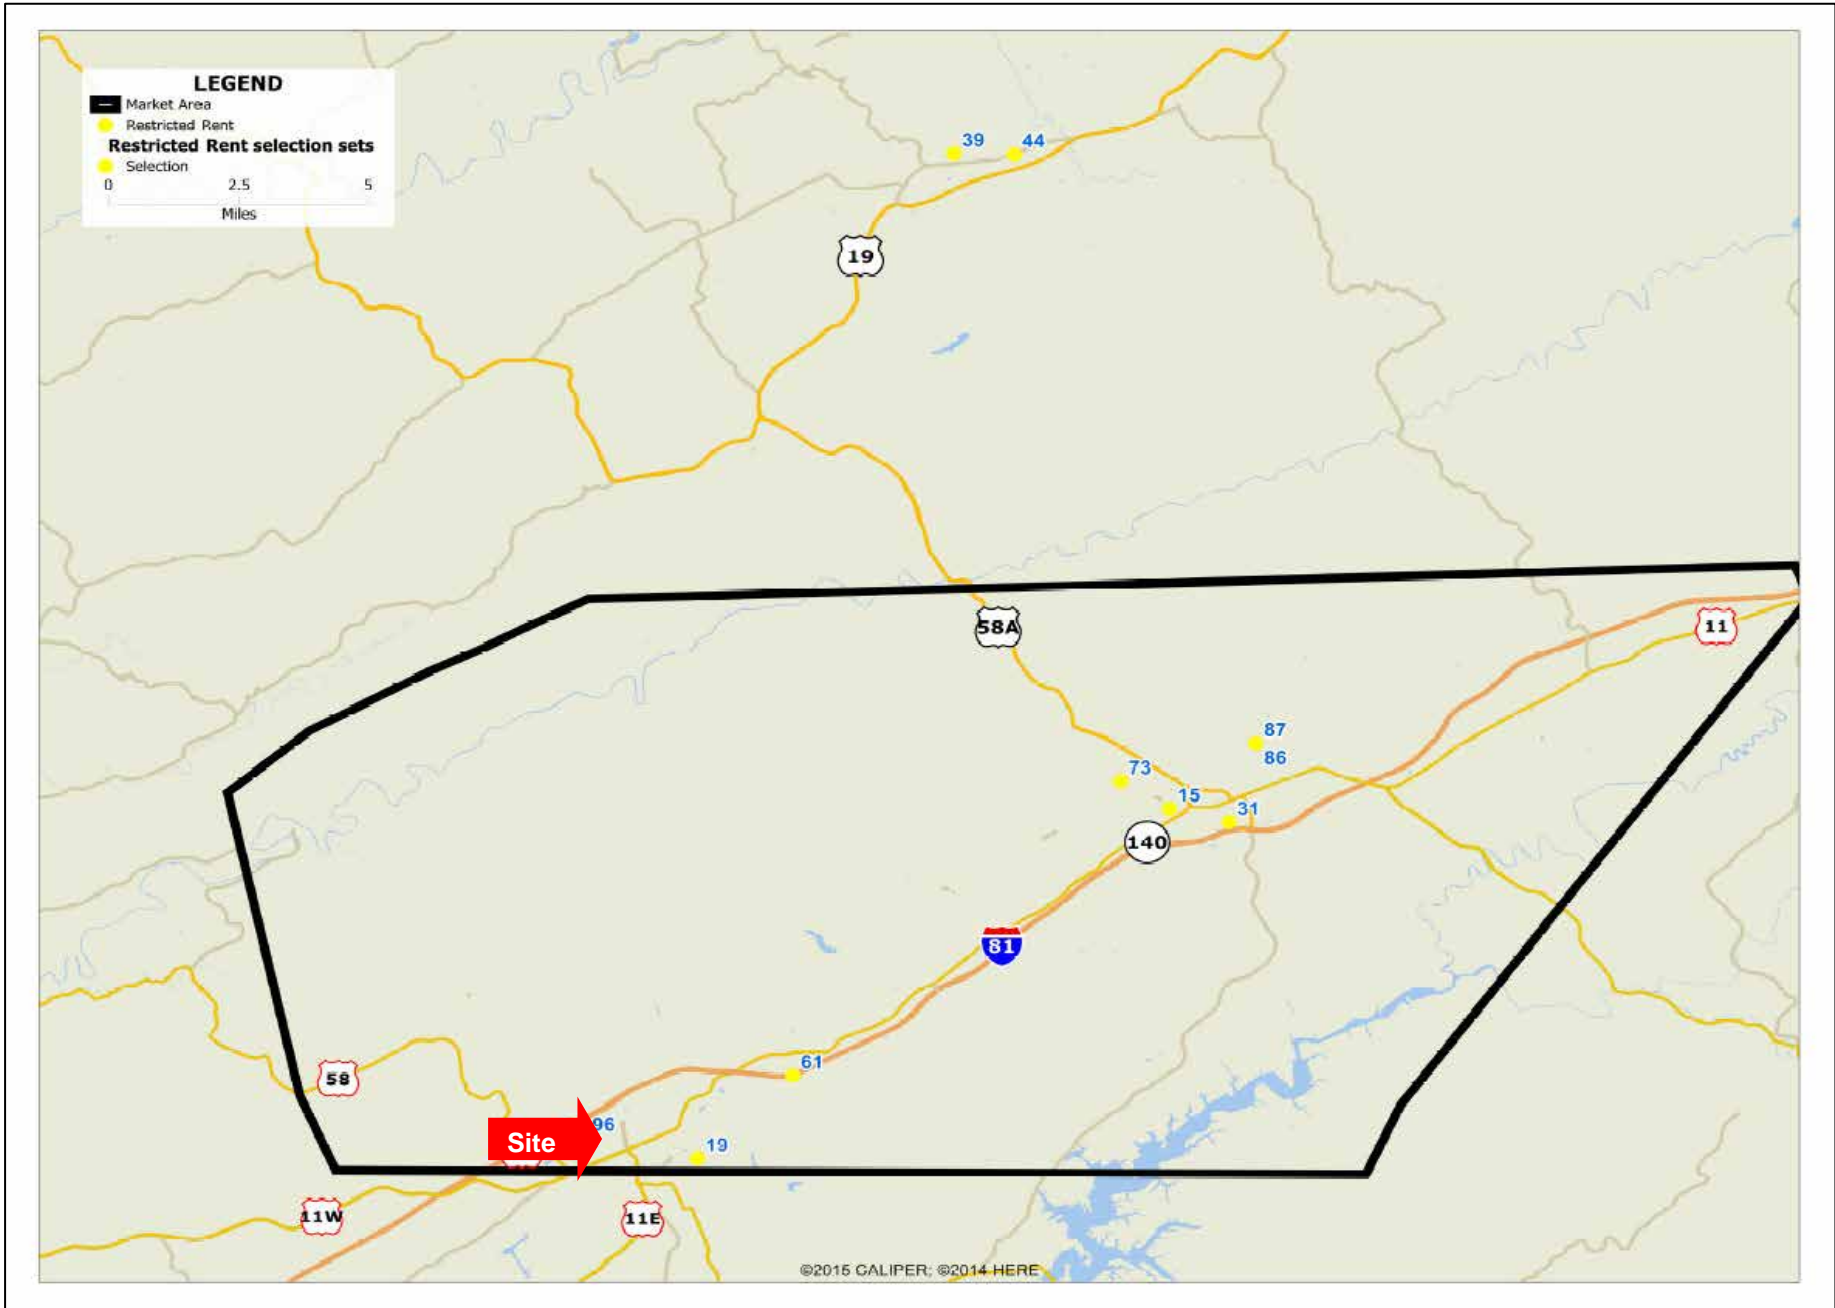 LEGEND
Market Area
Restricted Rent
Restricted Rent selection sets
Selection
0 2.5 5
Miles
39 44
19
58A
11
87
86
73
15
31
140
81
61
58
96
Site
19
11W
11E
©2015 CALIPER; ©2014 HERE